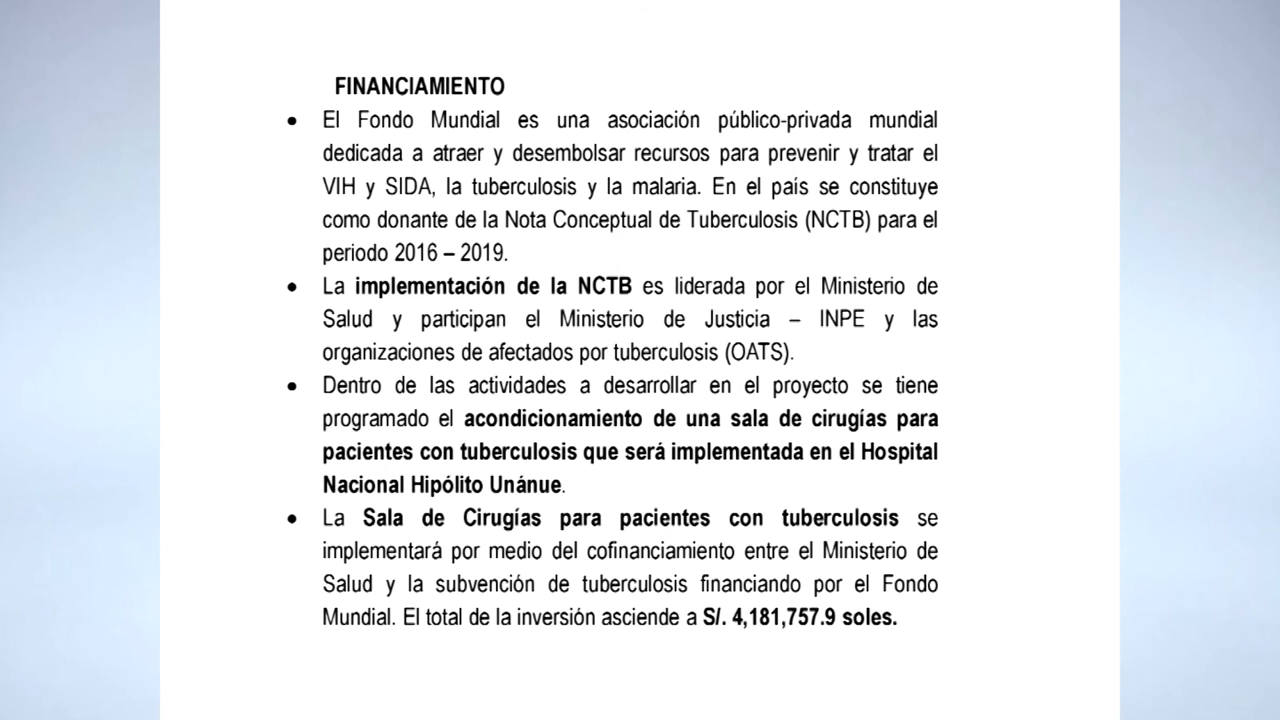 FINANCIAMIENTO
• El Fondo Mundial es una asociación público-privada mundial
dedicada a atraer y desembolsar recursos para prevenir y tratar el
VIH y SIDA, la tuberculosis y la malaria. En el país se constituye
como donante de la Nota Conceptual de Tuberculosis (NCTB) para el
periodo 2016 – 2019.
• La implementación de la NCTB es liderada por el Ministerio de
Salud y participan el Ministerio de Justicia – INPE y las
organizaciones de afectados por tuberculosis (OATS).
• Dentro de las actividades a desarrollar en el proyecto se tiene
programado el acondicionamiento de una sala de cirugías para
pacientes con tuberculosis que será implementada en el Hospital
Nacional Hipólito Unánue.
• La Sala de Cirugías para pacientes con tuberculosis se
implementará por medio del cofinanciamiento entre el Ministerio de
Salud y la subvención de tuberculosis financiando por el Fondo
Mundial. El total de la inversión asciende a S/. 4,181,757.9 soles.